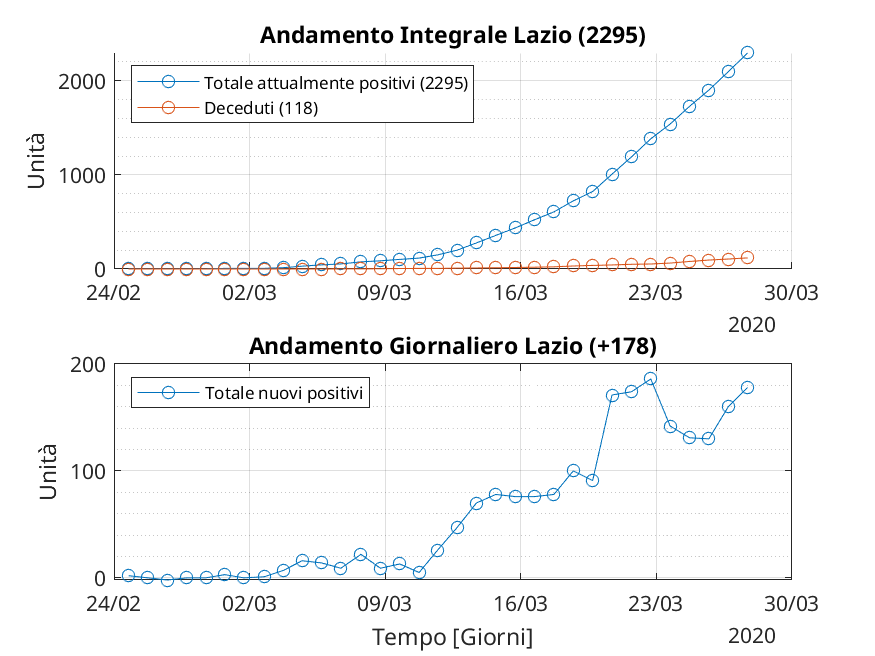 Andamento Integrale Lazio (2295)
Totale attualmente positivi (2295)
Deceduti (118)
2000
1000
0
Unità
24/02 02/03 09/03 16/03 23/03 30/03
2020
Andamento Giornaliero Lazio (+178)
Totale nuovi positivi
200
100
0
Unità
24/02 02/03 09/03 16/03 23/03 30/03
Tempo [Giorni]
2020